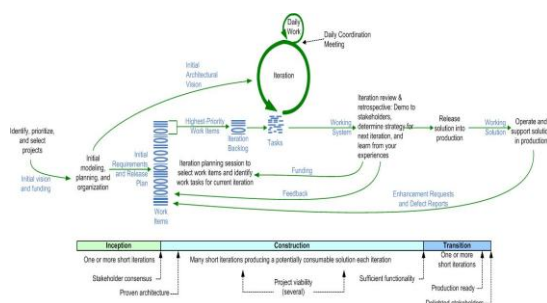 Daily
Work
Daily Coordination
Meeting
Iteration
Initial
Architectural
Vision
Identify, prioritize,
and select
projects
Initial vision
and funding
Initial
modeling,
planning, and
organization
Initial
Requirements
and Release
Plan
Highest-Priority
Work Items
Iteration
Backlog
Tasks
Work
Items
Iteration planning session to
select work items and identify
work tasks for current iteration
Working
System
Iteration review &
retrospective: Demo to
stakeholders,
determine strategy for
next iteration, and
learn from your
experiences
Funding
Feedback
Release
solution into
production
Working
Solution
Operate and
support solution
in production
Enhancement Requests
and Defect Reports
Inception
Construction
Transition
One or more short iterations
Many short iterations producing a potentially consumable solution each iteration
One or more
short iterations
Stakeholder consensus
Proven architecture
Project viability
(several)
Sufficient functionality
Production ready
Delighted stakeholders